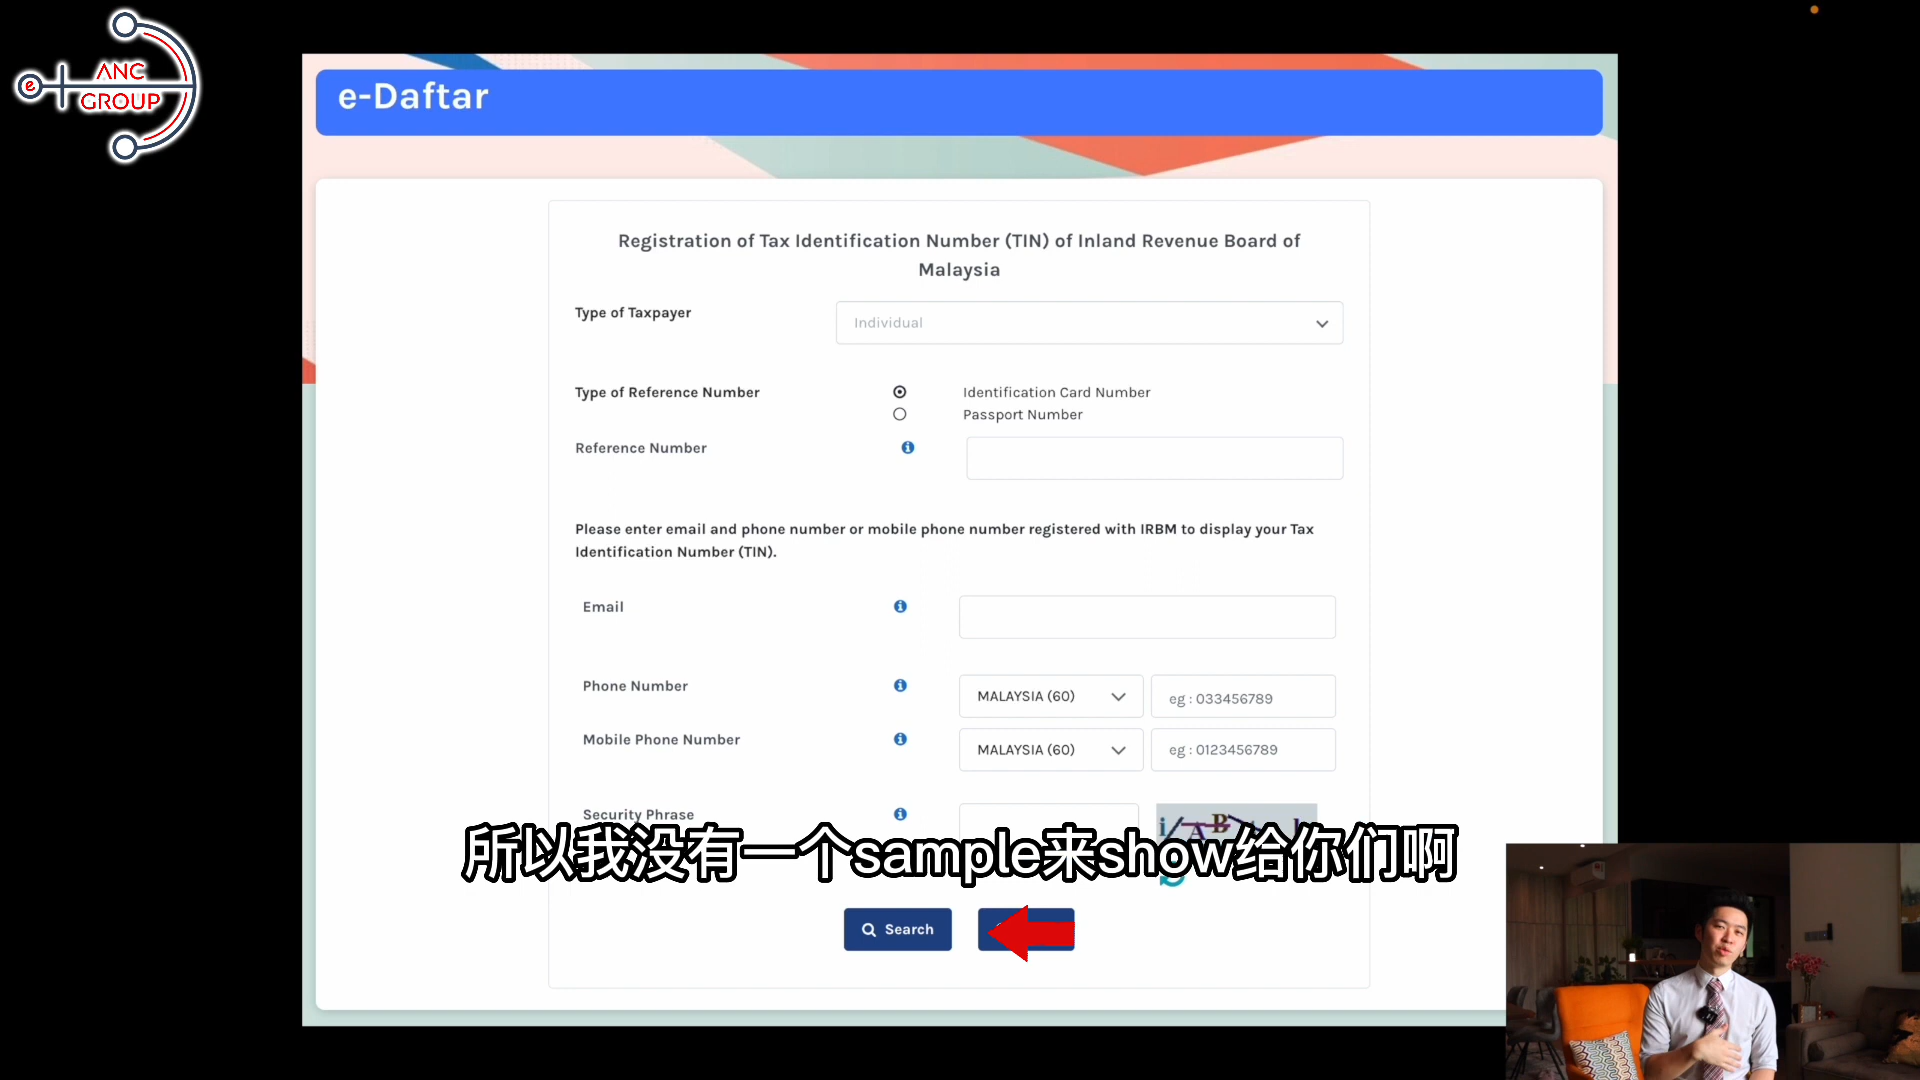 ANC
GROUP
e
e-Daftar
Registration of Tax Identification Number (TIN) of Inland Revenue Board of
Malaysia
Type of Taxpayer
Individual
Type of Reference Number
Identification Card Number
Passport Number
Reference Number
Please enter email and phone number or mobile phone number registered with IRBM to display your Tax
Identification Number (TIN).
Email
Phone Number
MALAYSIA (60)
eg : 033456789
Mobile Phone Number
MALAYSIA (60)
eg : 0123456789
Security Phrase
所以我没有一个sample来show给你们啊
Search